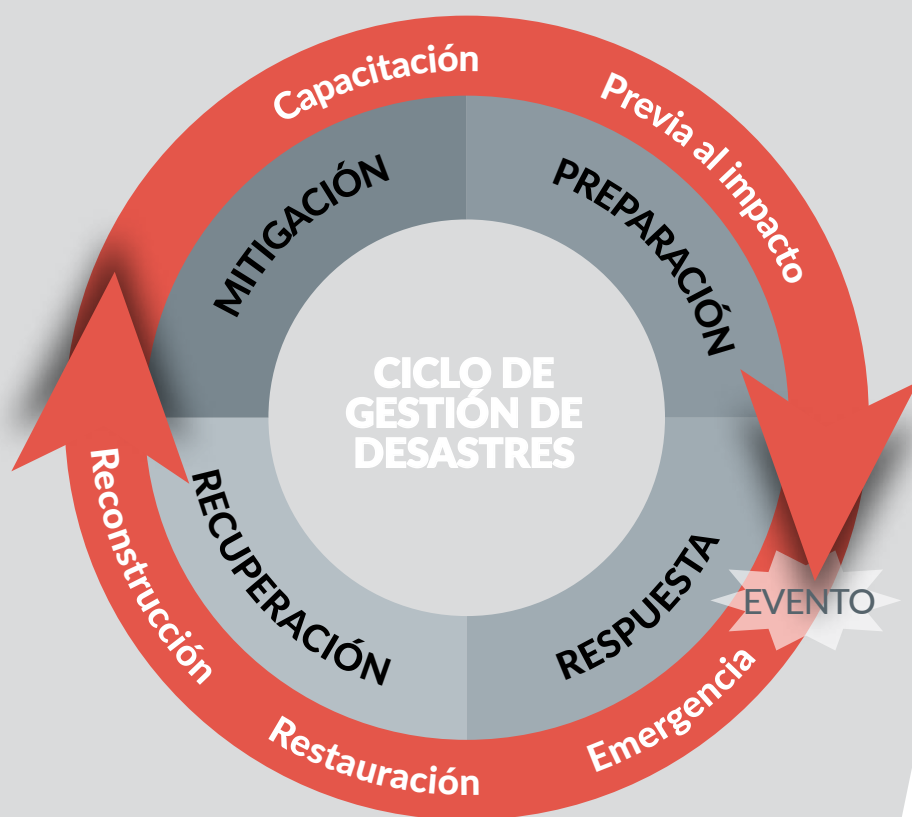 Capacitación
Previa al impacto
MITIGACIÓN
PREPARACIÓN
CICLO DE
GESTIÓN DE
DESASTRES
RECUPERACIÓN
RESPUESTA
EVENTO
Reconstrucción
Restauración
Emergencia